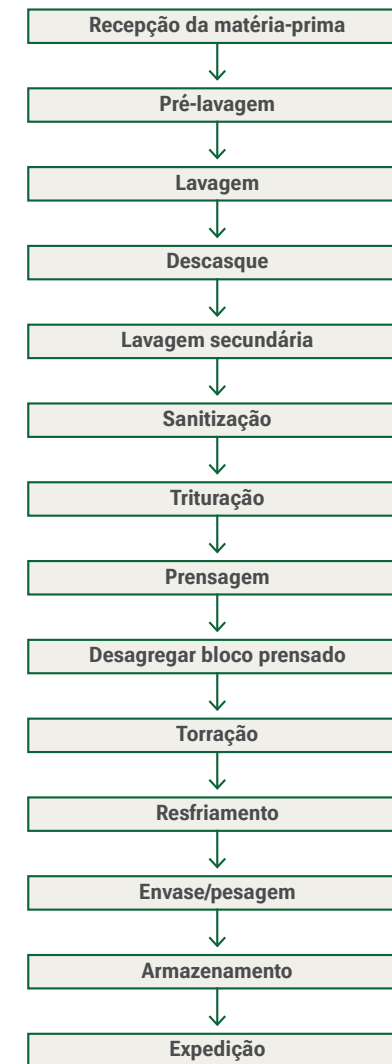 Recepção da matéria-prima
Pré-lavagem
Lavagem
Descasque
Lavagem secundária
Sanitização
Trituração
Prensagem
Desagregar bloco prensado
Torração
Resfriamento
Envase/pesagem
Armazenamento
Expedição